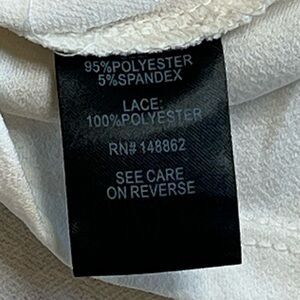 95%POLYESTER
5%SPANDEX
LACE:
100%POLYESTER
RN# 148862
SEE CARE
ON REVERSE